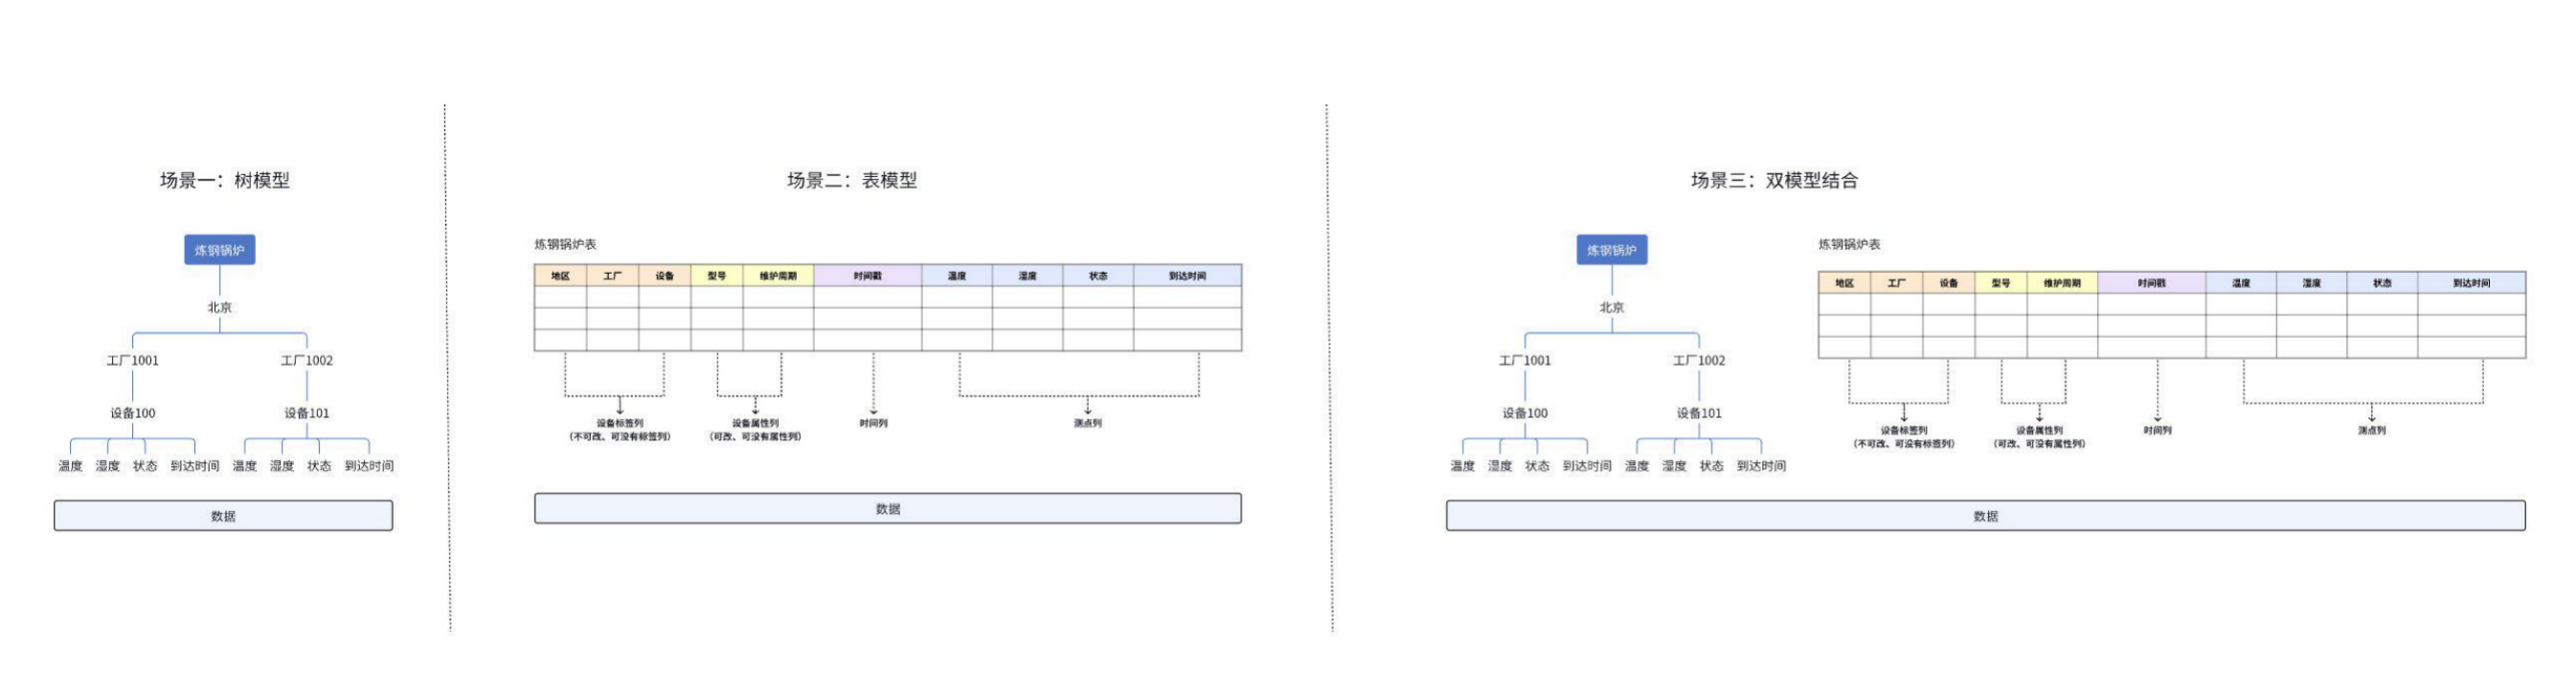 场景一：树模型
炼钢锅炉
北京
工厂1001 工厂1002
设备100 设备101
温度 湿度 状态 到达时间 温度 湿度 状态 到达时间
数据
场景二：表模型
炼钢锅炉表
地区 工厂 设备 型号 维护周期 时间戳 温度 湿度 状态 到达时间
设备标签列 设备属性列 时间列 测点列
（不可改、可没有标签列） （可改、可没有属性列）
数据
场景三：双模型结合
炼钢锅炉
北京
工厂1001 工厂1002
设备100 设备101
温度 湿度 状态 到达时间 温度 湿度 状态 到达时间
炼钢锅炉表
地区 工厂 设备 型号 维护周期 时间戳 温度 湿度 状态 到达时间
设备标签列 设备属性列 时间列 测点列
（不可改、可没有标签列） （可改、可没有属性列）
数据